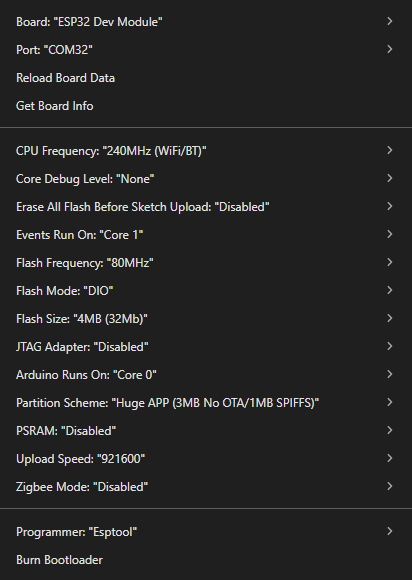 Board: "ESP32 Dev Module"
Port: "COM32"
Reload Board Data
Get Board Info
CPU Frequency: "240MHz (WiFi/BT)"
Core Debug Level: "None"
Erase All Flash Before Sketch Upload: "Disabled"
Events Run On: "Core 1"
Flash Frequency: "80MHz"
Flash Mode: "DIO"
Flash Size: "4MB (32Mb)"
JTAG Adapter: "Disabled"
Arduino Runs On: "Core 0"
Partition Scheme: "Huge APP (3MB No OTA/1MB SPIFFS)"
PSRAM: "Disabled"
Upload Speed: "921600"
Zigbee Mode: "Disabled"
Programmer: "Esptool"
Burn Bootloader